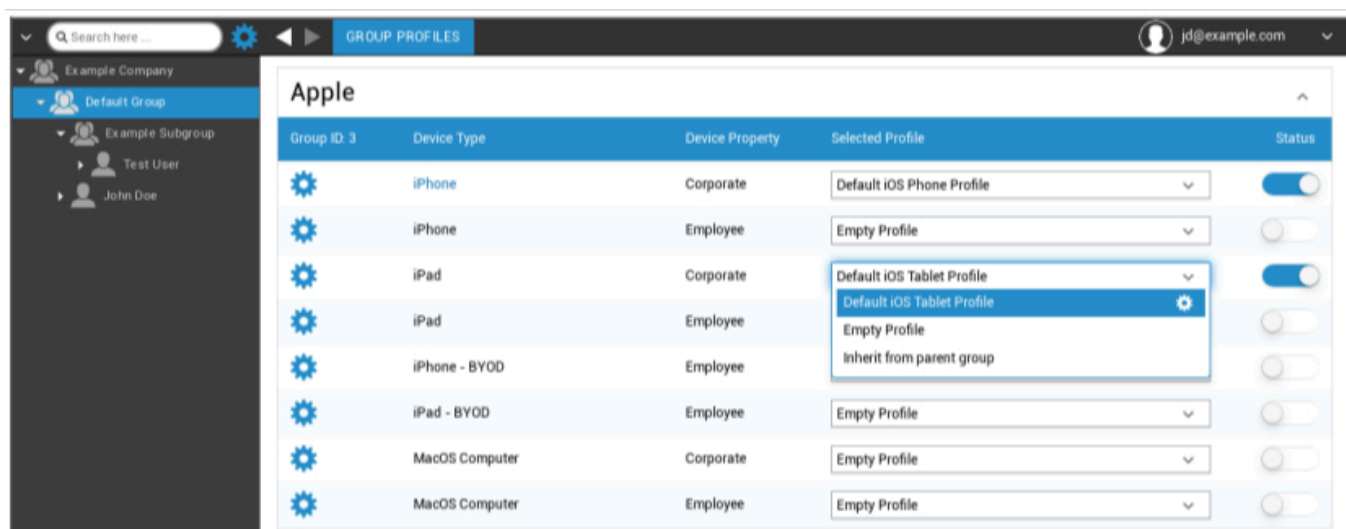 Search here ...
GROUP PROFILES
jd@example.com
Example Company
Default Group
Example Subgroup
Test User
John Doe
Apple
Group ID: 3 Device Type Device Property Selected Profile Status
iPhone Corporate Default iOS Phone Profile
iPhone Employee Empty Profile
iPad Corporate Default iOS Tablet Profile
Default iOS Tablet Profile
Empty Profile
Inherit from parent group
iPad Employee
iPhone - BYOD Employee
iPad - BYOD Employee Empty Profile
MacOS Computer Corporate Empty Profile
MacOS Computer Employee Empty Profile